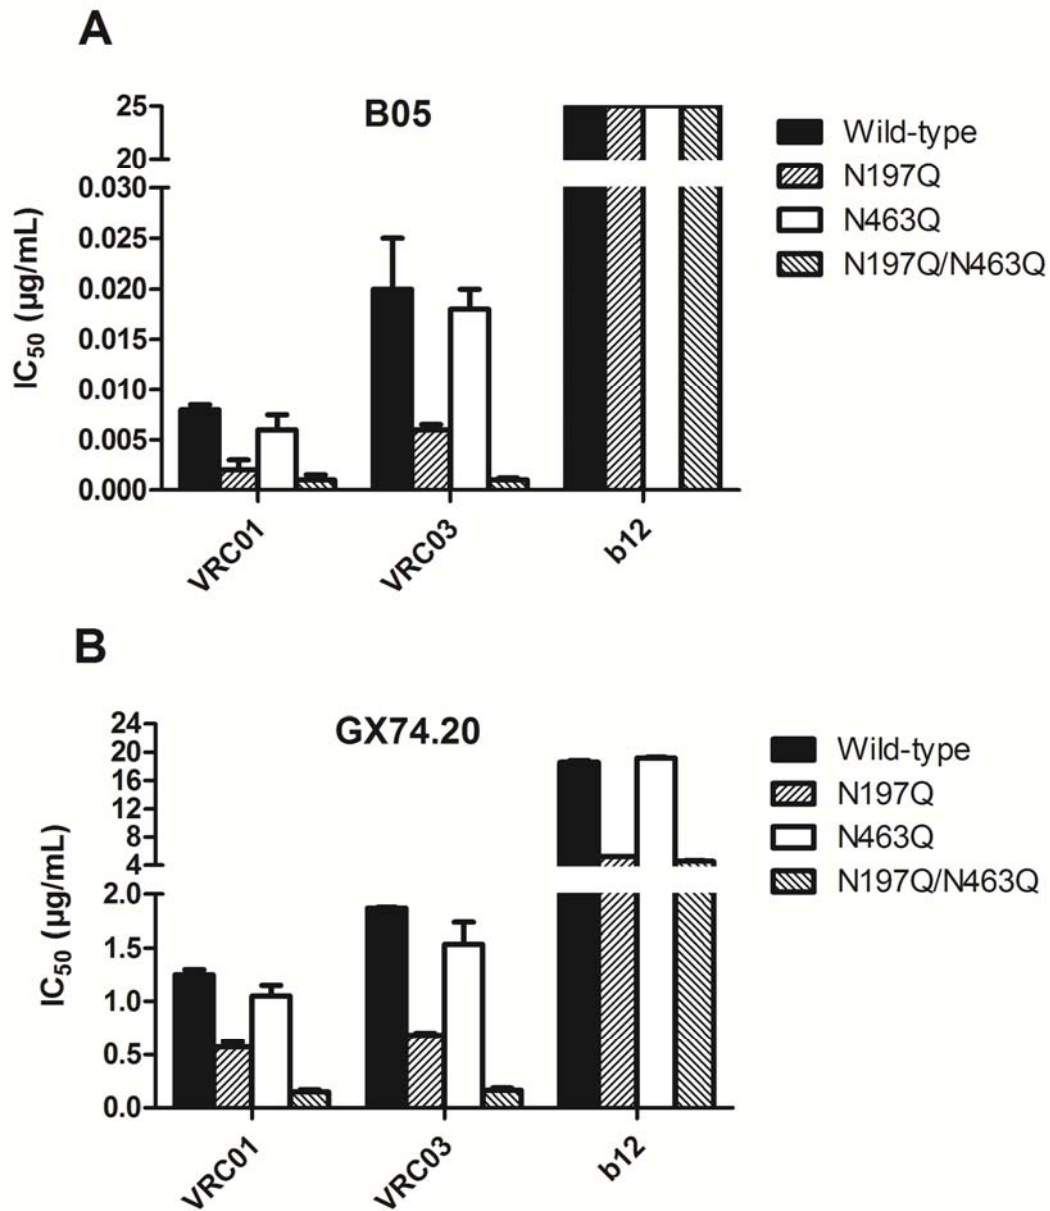 A
B05
25
20
0.030
0.025
0.020
0.015
0.010
0.005
0.000
IC50 (µg/mL)
VRC01
VRC03
b12
Wild-type
N197Q
N463Q
N197Q/N463Q
B
GX74.20
24
20
16
12
8
4
2.0
1.5
1.0
0.5
0.0
IC50 (µg/mL)
VRC01
VRC03
b12
Wild-type
N197Q
N463Q
N197Q/N463Q